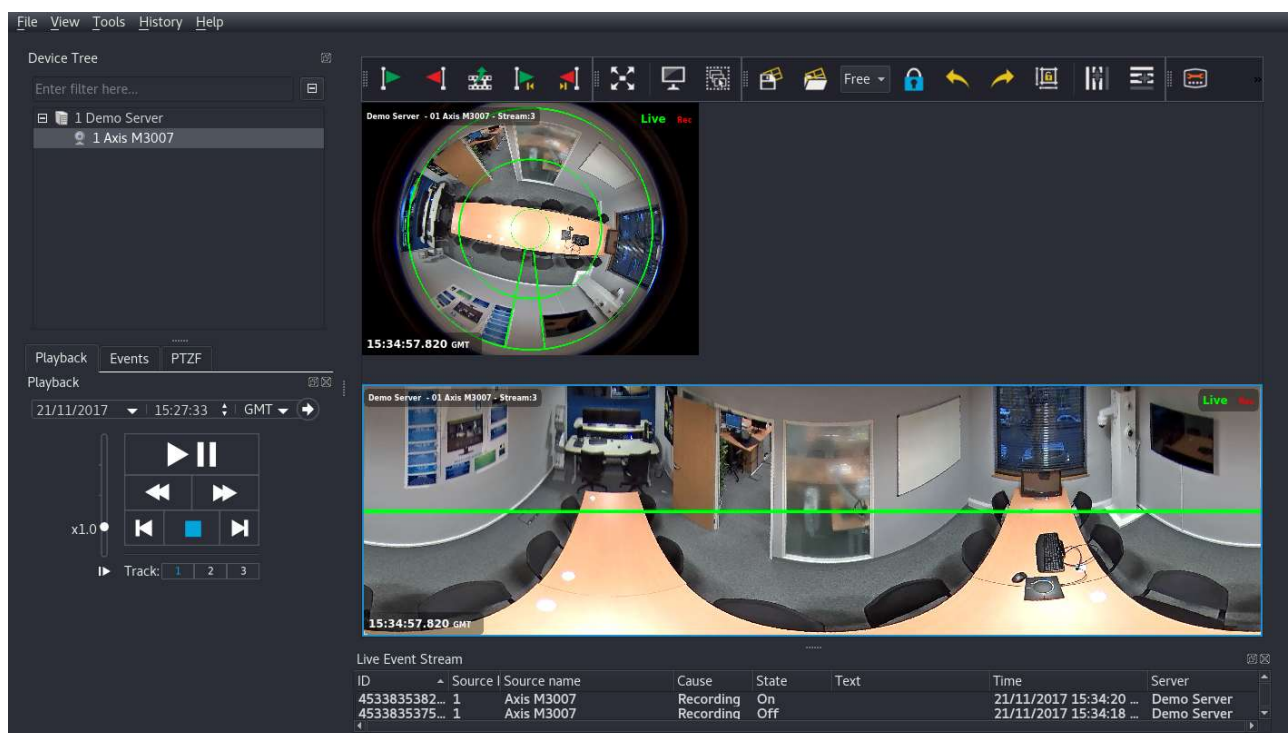 File View Tools History Help
Device Tree
Enter filter here...
1 Demo Server
1 Axis M3007
Playback Events PTZF
Playback
21/11/2017 15:27:33 GMT
x1.0
Track: 1 2 3
Free
Demo Server - 01 Axis M3007 - Stream:3 Live Rec
15:34:57.820 GMT
Demo Server - 01 Axis M3007 - Stream:3 Live Rec
15:34:57.820 GMT
Live Event Stream
ID Source I Source name Cause State Text Time Server
4533835382... 1 Axis M3007 Recording On 21/11/2017 15:34:20 ... Demo Server
4533835375... 1 Axis M3007 Recording Off 21/11/2017 15:34:18 ... Demo Server